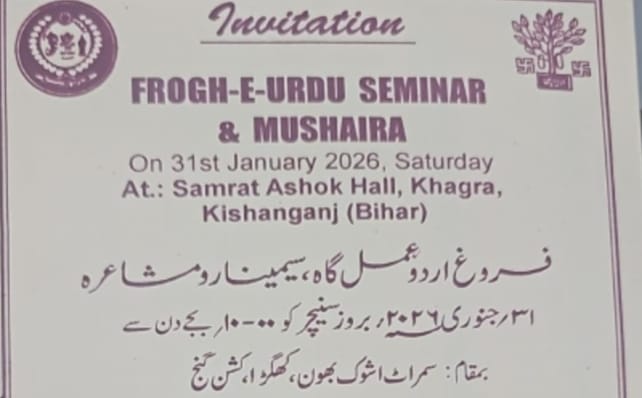 Invitation
FROGH-E-URDU SEMINAR
& MUSHAIRA
On 31st January 2026, Saturday
At.: Samrat Ashok Hall, Khagra,
Kishanganj (Bihar)
فروغ اردو عمل گاہ، سیمینار و مشاعرہ
۳۱؍جنوری ۲۰۲۶؍ بروز سنیچر کو ۰۰-۱۰؍ بجے دن سے
بمقام: سمراٹ اشوک بھون، کھگڑا، کشن گنج